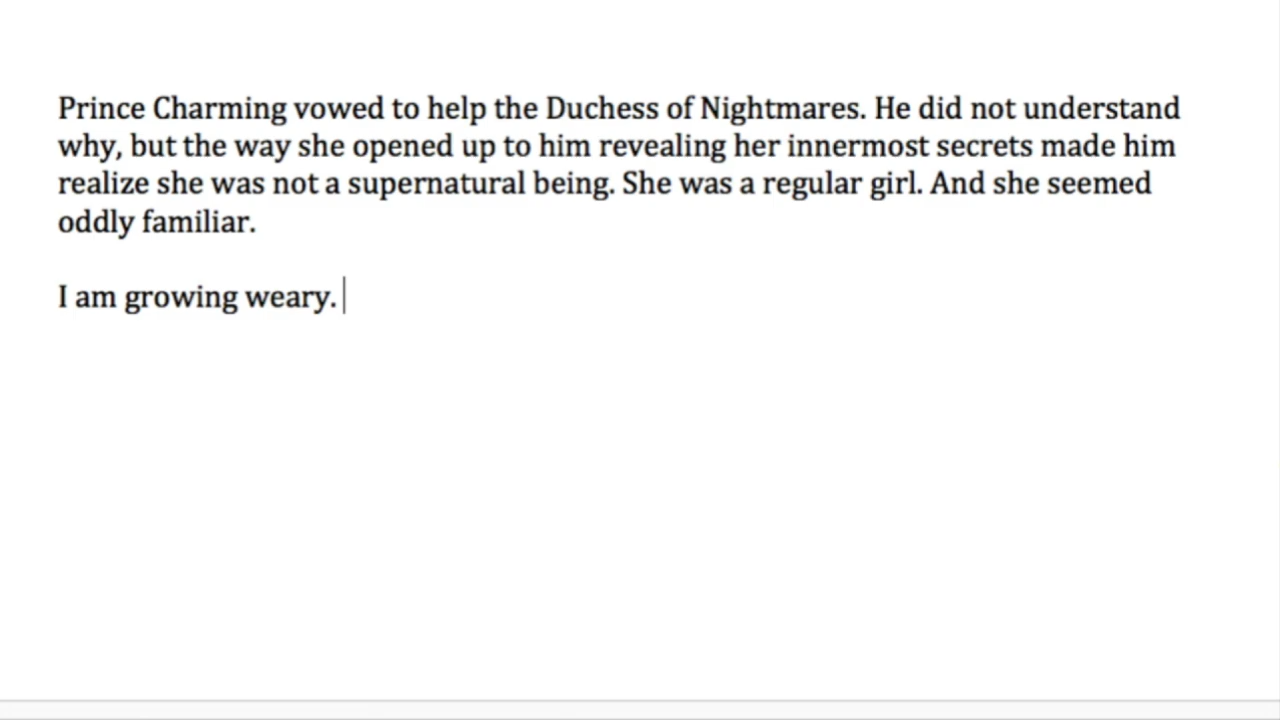 Prince Charming vowed to help the Duchess of Nightmares. He did not understand
why, but the way she opened up to him revealing her innermost secrets made him
realize she was not a supernatural being. She was a regular girl. And she seemed
oddly familiar.
I am growing weary.